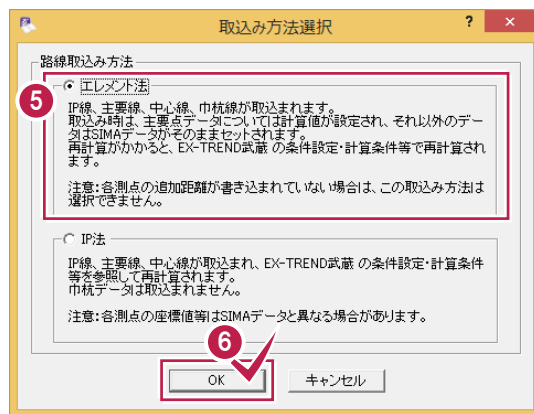 取込み方法選択
? ×
路線取込み方法
5
エレメント法
IP線、主要線、中心線、巾杭線が取込まれます。
取込み時は、主要点データについては計算値が設定され、それ以外のデー
タはSIMAデータがそのままセットされます。
再計算がかかると、EX-TREND武蔵 の条件設定・計算条件等で再計算され
ます。
注意：各測点の追加距離が書き込まれていない場合は、この取込み方法は
選択できません。
IP法
IP線、主要線、中心線が取込まれ、EX-TREND武蔵 の条件設定・計算条件
等を参照して再計算されます。
巾杭データは取込まれません。
注意：各測点の座標値等はSIMAデータと異なる場合があります。
6
OK
キャンセル